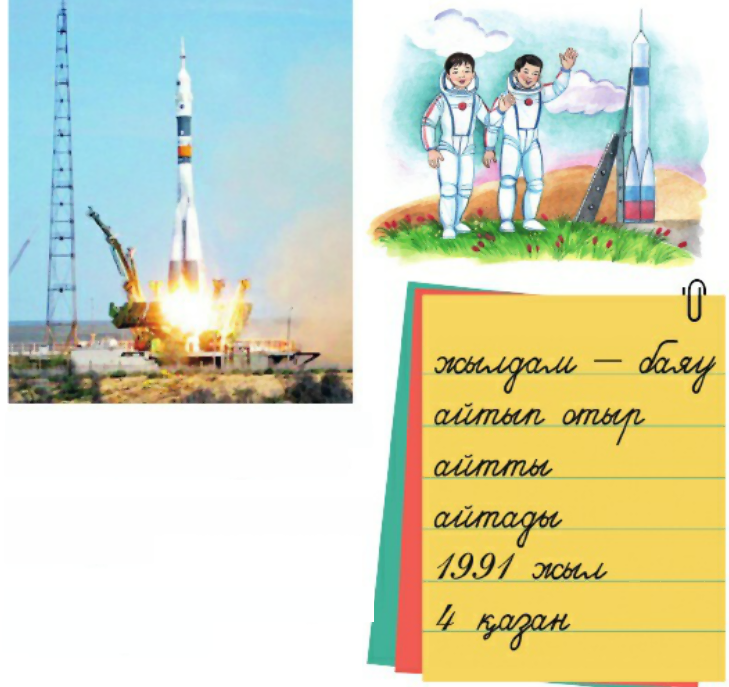 жылдам – баяу
айтып отыр
айтты
айтады
1991 жыл
4 қазан